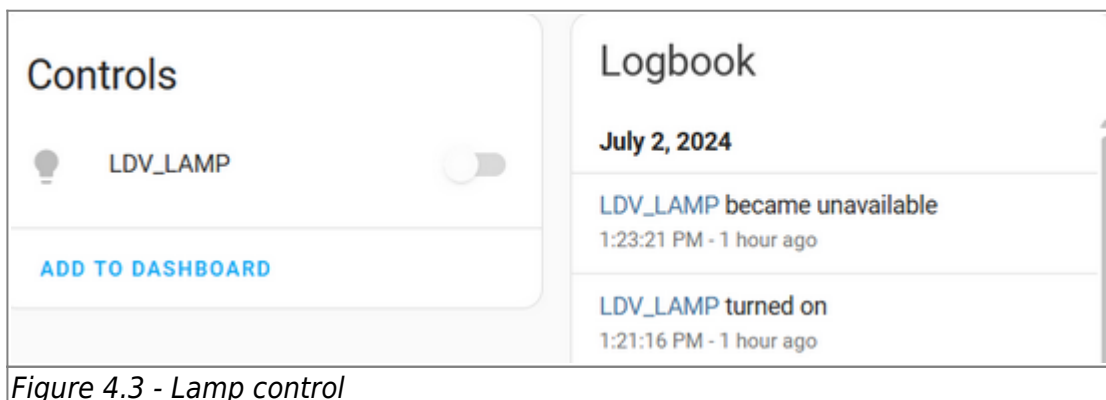 Controls
LDV_LAMP
ADD TO DASHBOARD
Logbook
July 2, 2024
LDV_LAMP became unavailable
1:23:21 PM - 1 hour ago
LDV_LAMP turned on
1:21:16 PM - 1 hour ago
Figure 4.3 - Lamp control